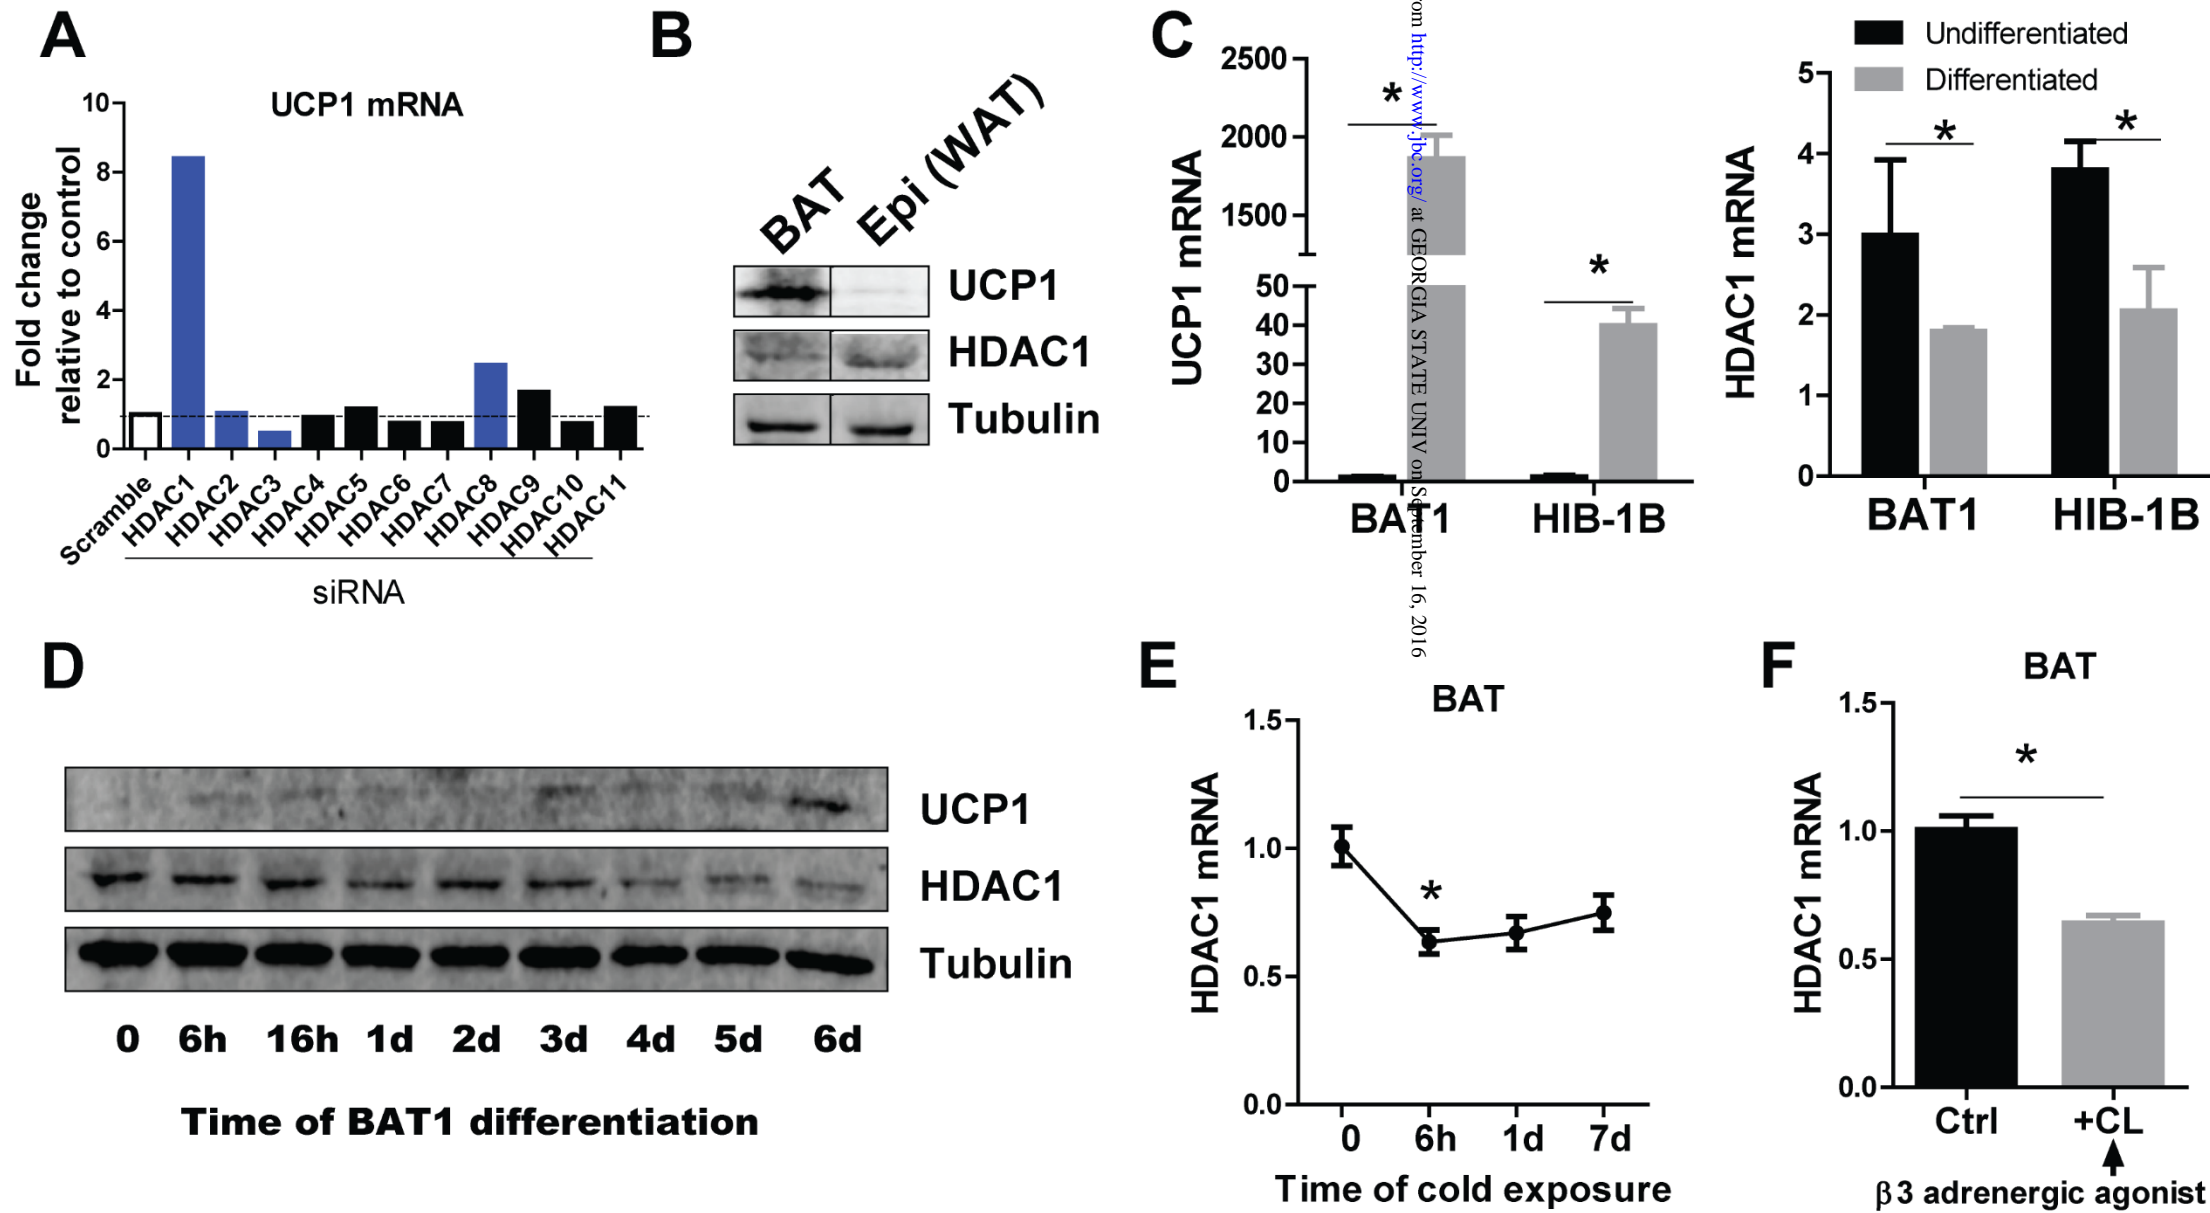 A
UCP1 mRNA
Fold change
relative to control
10
8
6
4
2
0
Scramble
HDAC1
HDAC2
HDAC3
HDAC4
HDAC5
HDAC6
HDAC7
HDAC8
HDAC9
HDAC10
HDAC11
siRNA
B
BAT
Epi (WAT)
UCP1
HDAC1
Tubulin
C
UCP1 mRNA
2500
2000
1500
50
40
30
20
10
0
*
*
BAT1
HIB-1B
om http://www.jbc.org/ at GEORGIA STATE UNIV on September 16, 2016
Undifferentiated
Differentiated
HDAC1 mRNA
5
4
3
2
1
0
*
*
BAT1
HIB-1B
D
UCP1
HDAC1
Tubulin
0 6h 16h 1d 2d 3d 4d 5d 6d
Time of BAT1 differentiation
E
BAT
HDAC1 mRNA
1.5
1.0
0.5
0.0
*
0 6h 1d 7d
Time of cold exposure
F
BAT
HDAC1 mRNA
1.5
1.0
0.5
0.0
*
Ctrl +CL
β3 adrenergic agonist